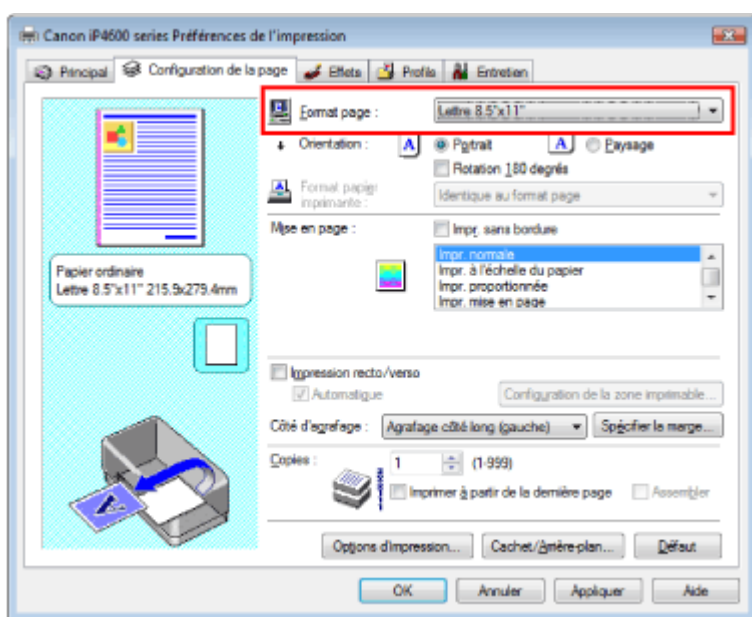 Canon iP4600 series Préférences de l'impression
Principal Configuration de la page Effets Profils Entretien
Format page : Lettre 8.5"x11"
Orientation : A Portrait A Paysage
Rotation 180 degrés
Format papier imprimante : Identique au format page
Mise en page : Impr. sans bordure
Impr. normale
Impr. à l'échelle du papier
Impr. proportionnée
Impr. mise en page
Papier ordinaire
Lettre 8.5"x11" 215.9x279.4mm
Impression recto/verso
Automatique Configuration de la zone imprimable...
Côté d'agrafage : Agrafage côté long (gauche) Spécifier la marge...
Copies : 1 (1-999)
Imprimer à partir de la dernière page Assembler
Options d'impression... Cachet/Arrière-plan... Défaut
OK Annuler Appliquer Aide